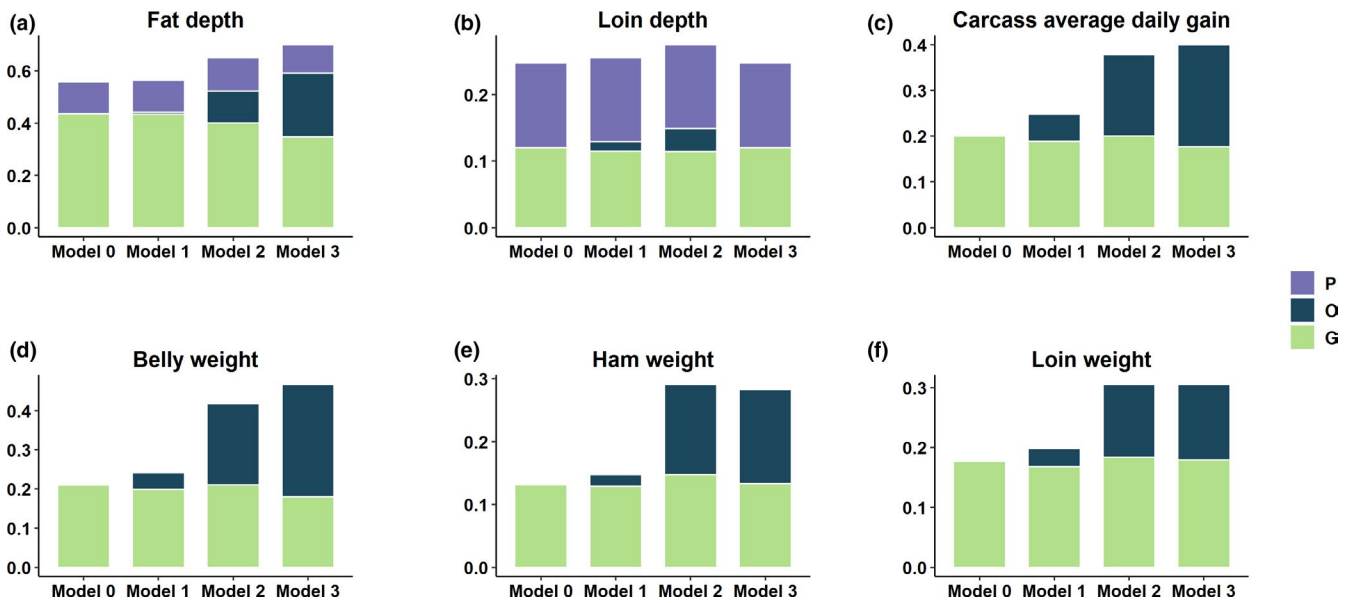 (a) Fat depth
0.6
0.4
0.2
0.0
Model 0 Model 1 Model 2 Model 3
(b) Loin depth
0.2
0.1
0.0
Model 0 Model 1 Model 2 Model 3
(c) Carcass average daily gain
0.4
0.2
0.2
0.1
0.0
Model 0 Model 1 Model 2 Model 3
P
O
G
(d) Belly weight
0.4
0.3
0.2
0.1
0.0
Model 0 Model 1 Model 2 Model 3
(e) Ham weight
0.3
0.2
0.1
0.0
Model 0 Model 1 Model 2 Model 3
(f) Loin weight
0.3
0.2
0.1
0.0
Model 0 Model 1 Model 2 Model 3